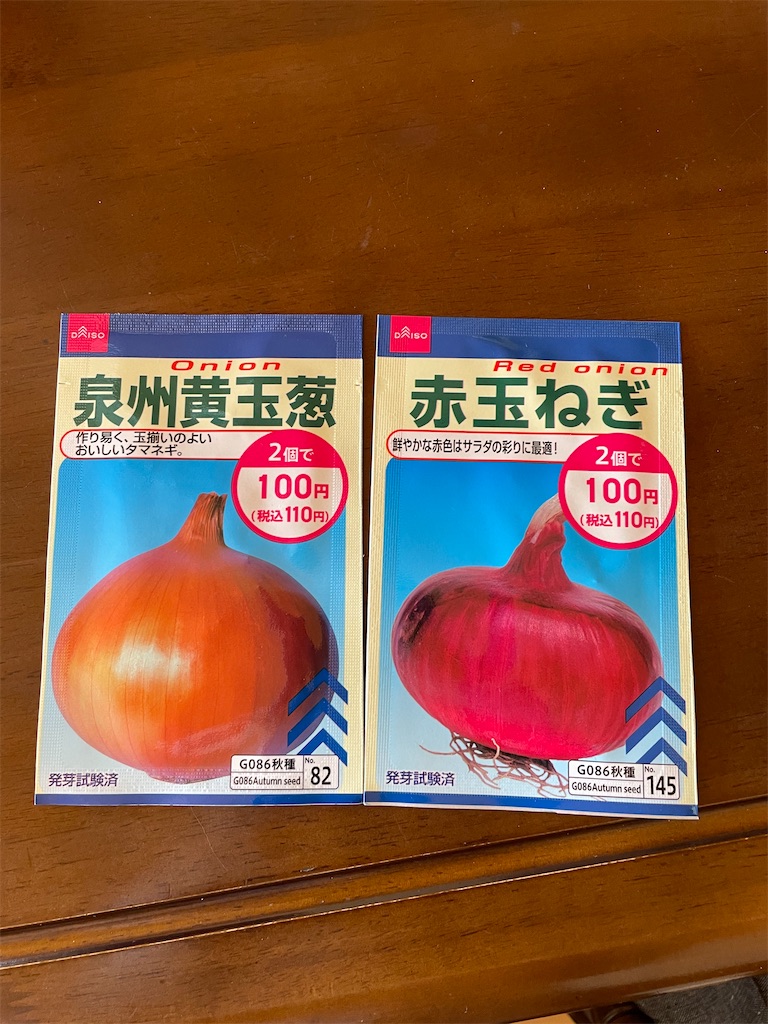 DAISO
Onion
泉州黄玉葱
作り易く、玉揃いのよい
おいしいタマネギ。
2個で
100円
(税込110円)
発芽試験済
G086秋種
G086Autumn seed
No.
82
DAISO
Red onion
赤玉ねぎ
鮮やかな赤色はサラダの彩りに最適!
2個で
100円
(税込110円)
発芽試験済
G086秋種
G086Autumn seed
No.
145